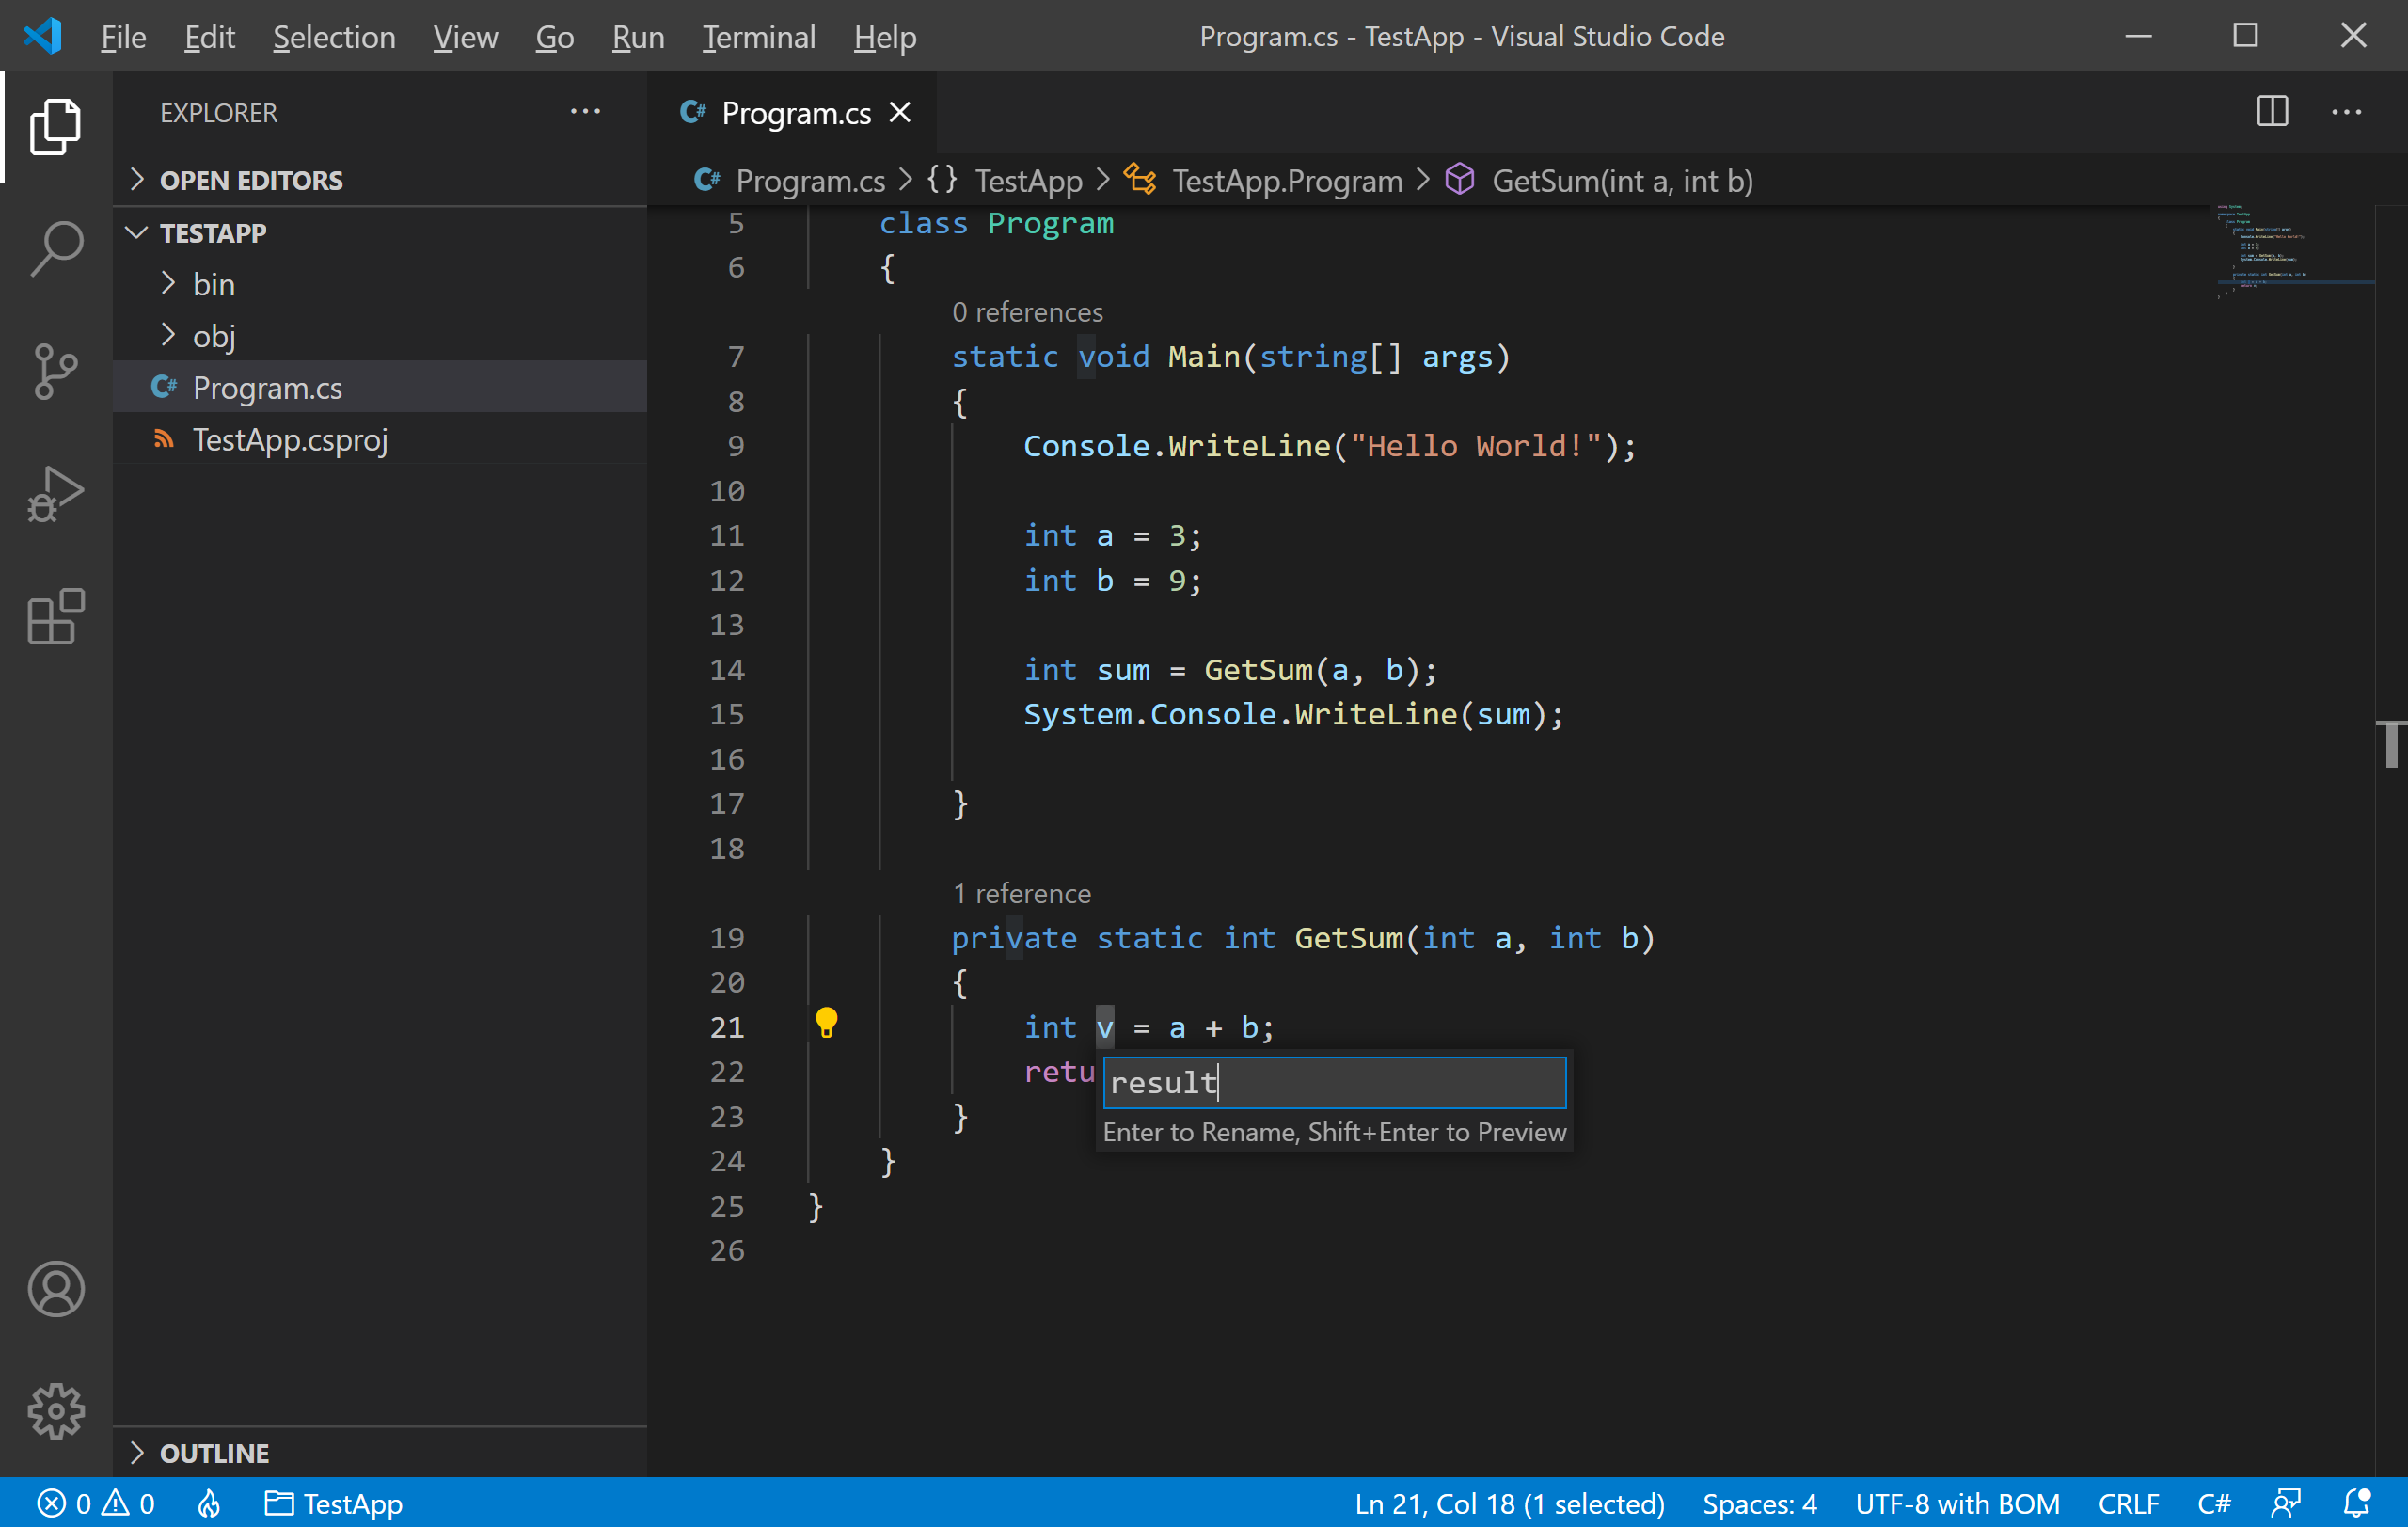 File Edit Selection View Go Run Terminal Help Program.cs - TestApp - Visual Studio Code
EXPLORER
OPEN EDITORS
TESTAPP
bin
obj
C# Program.cs
TestApp.csproj
OUTLINE
C# Program.cs
C# Program.cs > {} TestApp > TestApp.Program > GetSum(int a, int b)
5 class Program
6 {
0 references
7 static void Main(string[] args)
8 {
9 Console.WriteLine("Hello World!");
10
11 int a = 3;
12 int b = 9;
13
14 int sum = GetSum(a, b);
15 System.Console.WriteLine(sum);
16
17 }
18
1 reference
19 private static int GetSum(int a, int b)
20 {
21 int v = a + b;
22 retu
result
23 }
Enter to Rename, Shift+Enter to Preview
24 }
25 }
26
0 0 TestApp Ln 21, Col 18 (1 selected) Spaces: 4 UTF-8 with BOM CRLF C#